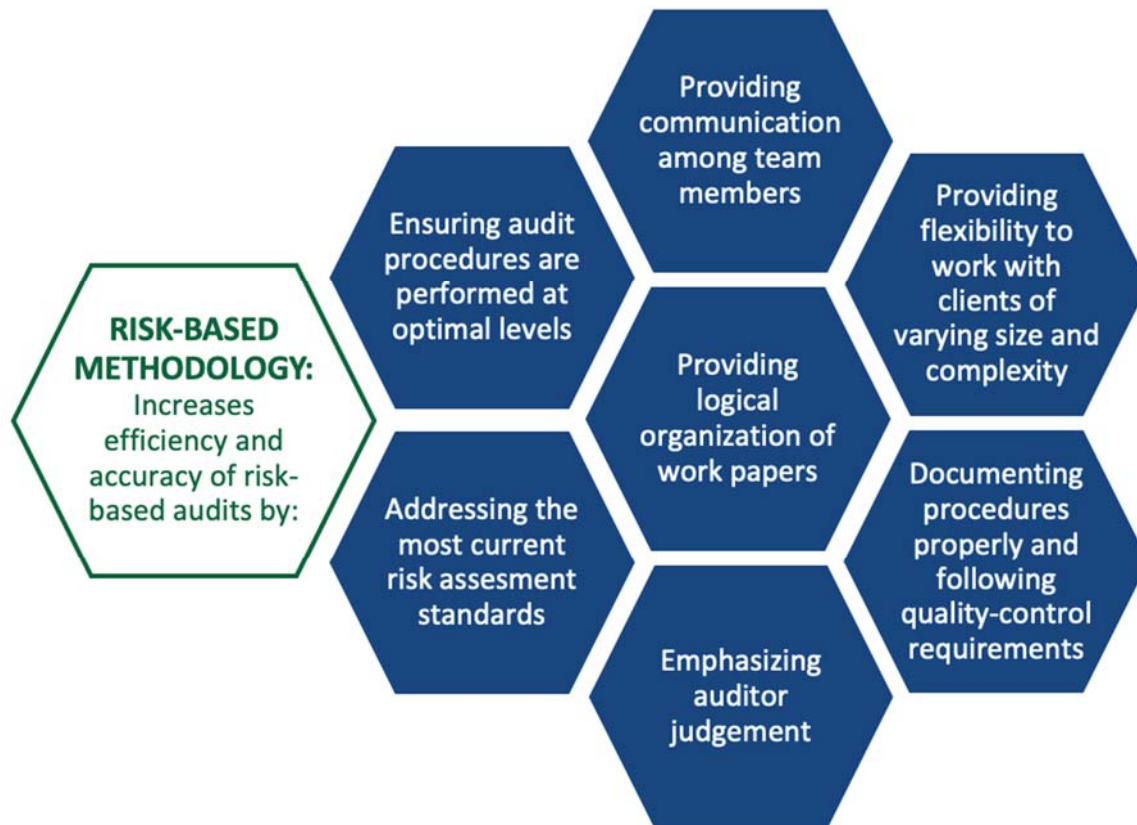 RISK-BASED
METHODOLOGY:
Increases
efficiency and
accuracy of risk-
based audits by:
Ensuring audit
procedures are
performed at
optimal levels
Addressing the
most current
risk assesment
standards
Providing
communication
among team
members
Providing
logical
organization of
work papers
Emphasizing
auditor
judgement
Providing
flexibility to
work with
clients of
varying size and
complexity
Documenting
procedures
properly and
following
quality-control
requirements